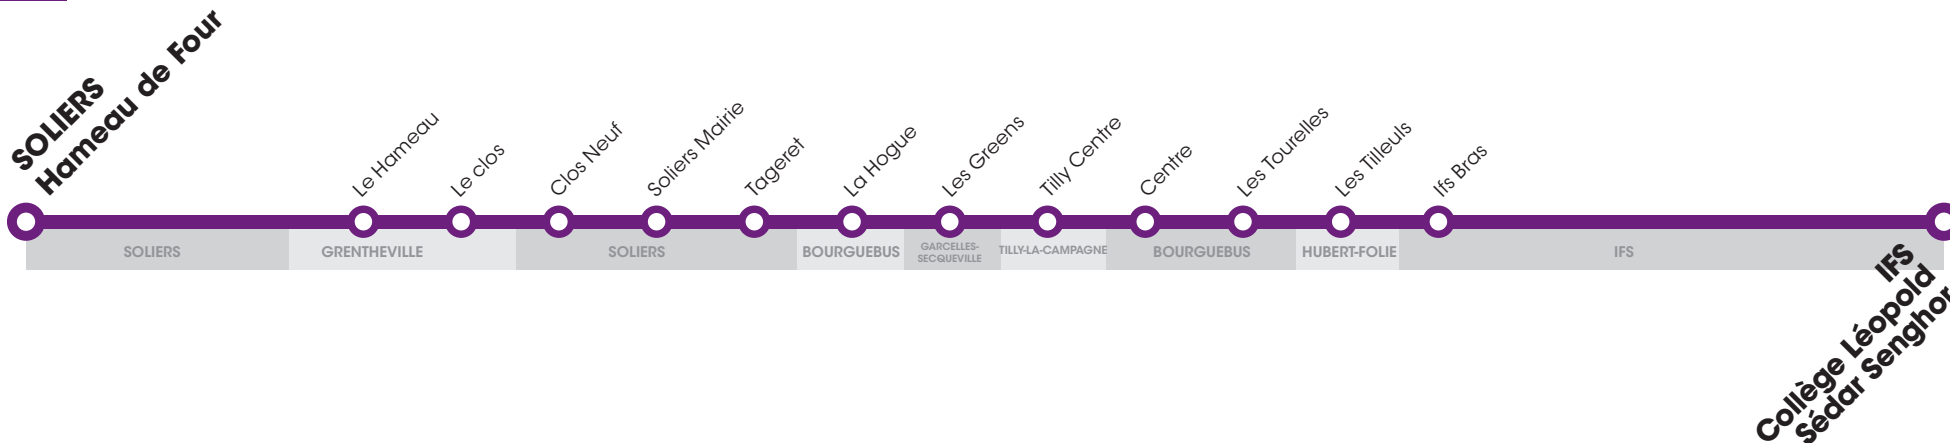 SOLIERS
Hameau de Four
Le Hameau
Le clos
Clos Neuf
Soliers Mairie
Tageret
La Hogue
Les Greens
Tilly Centre
Centre
Les Tourelles
Les Tilleuls
Ifs Bras
SOLIERS
GRENTHEVILLE
SOLIERS
BOURGUEBUS
GARCELLES-
SECQUEVILLE
TILLY-LA-CAMPAGNE
BOURGUEBUS
HUBERT-FOLIE
IFS
IFS
Collège Léopold
Sédar Senghor